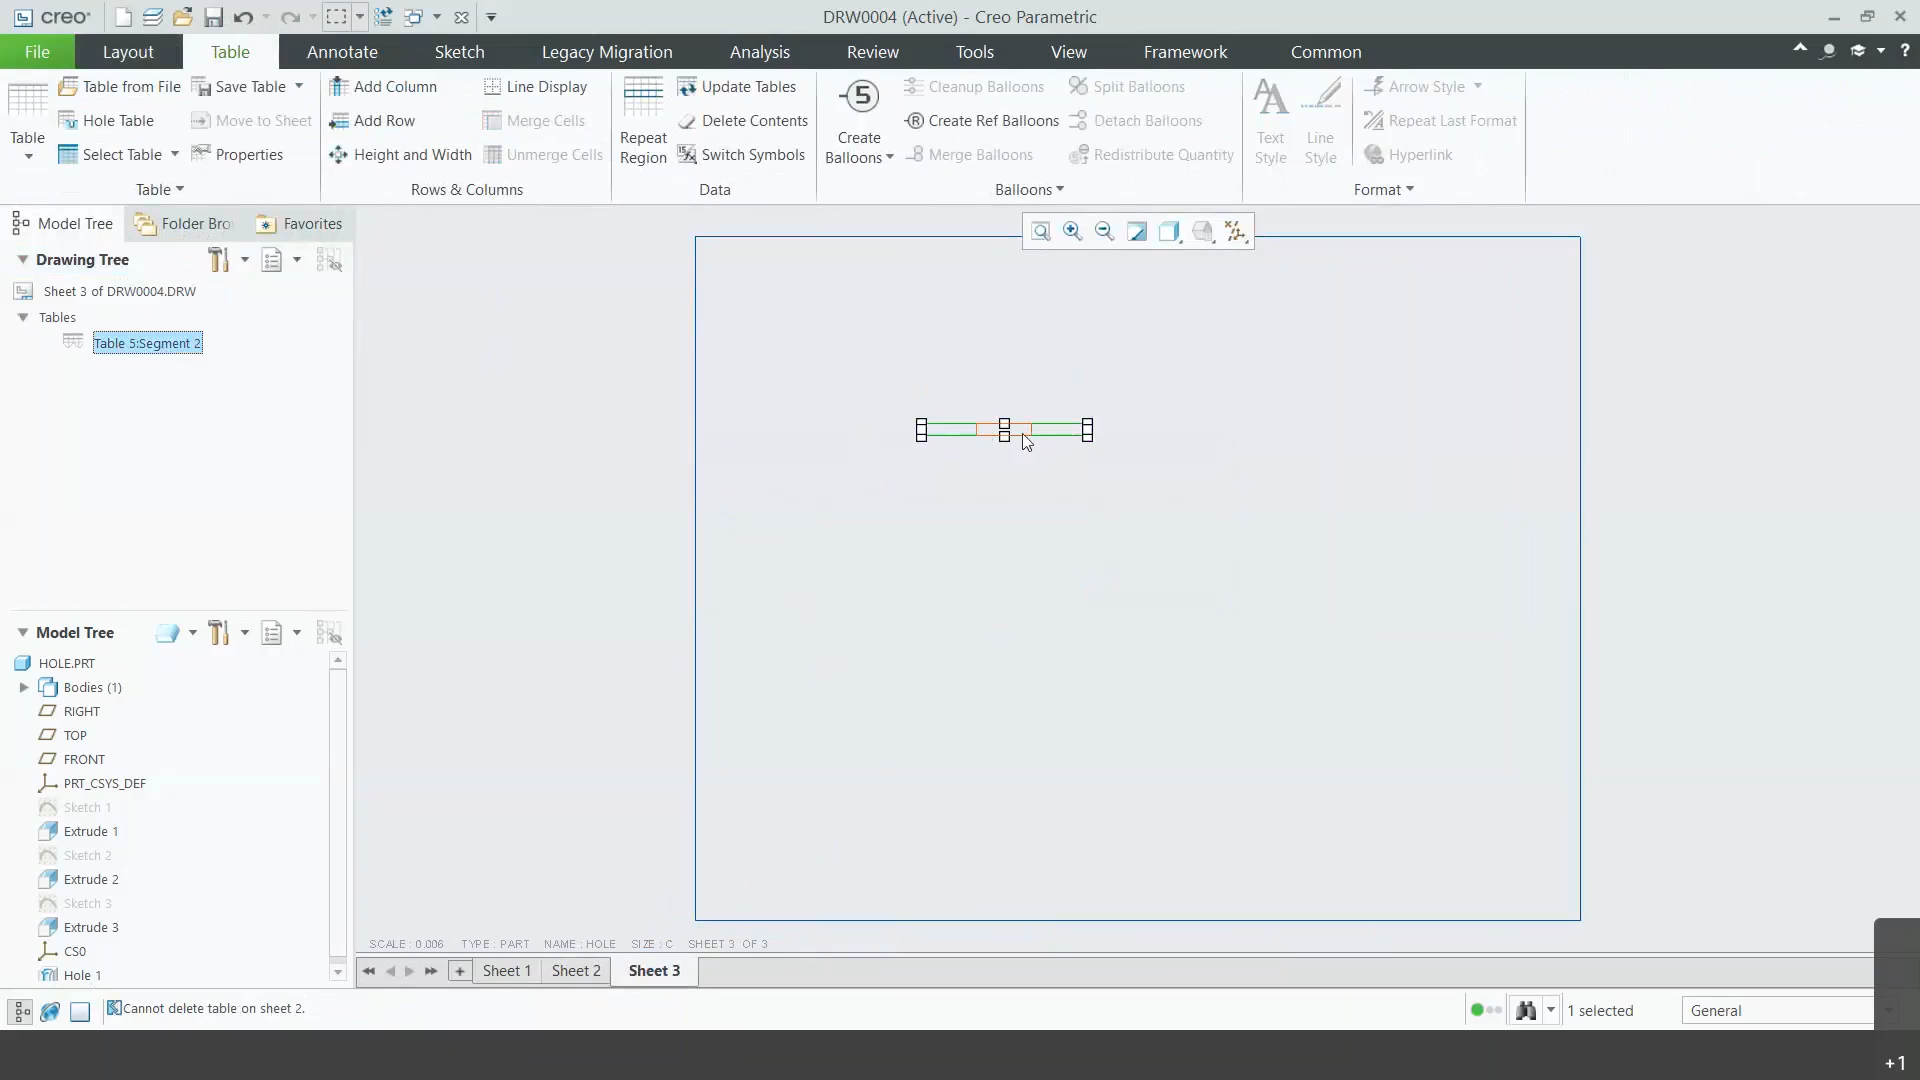 creo
DRW0004 (Active) - Creo Parametric
File Layout Table Annotate Sketch Legacy Migration Analysis Review Tools View Framework Common
Table from File Save Table Add Column Line Display Update Tables Cleanup Balloons Split Balloons Arrow Style
Hole Table Move to Sheet Add Row Merge Cells Delete Contents Create Ref Balloons Detach Balloons Repeat Last Format
Table Select Table Properties Height and Width Unmerge Cells Repeat Region Switch Symbols 5 Create Balloons Merge Balloons Redistribute Quantity Text Style Line Style Hyperlink
Table Rows & Columns Data Balloons Format
Model Tree Folder Bro Favorites
Drawing Tree
Sheet 3 of DRW0004.DRW
Tables
Table 5:Segment 2
Model Tree
HOLE.PRT
Bodies (1)
RIGHT
TOP
FRONT
PRT_CSYS_DEF
Sketch 1
Extrude 1
Sketch 2
Extrude 2
Sketch 3
Extrude 3
CS0
Hole 1
SCALE : 0.006 TYPE : PART NAME : HOLE SIZE : C SHEET 3 OF 3
Sheet 1 Sheet 2 Sheet 3
Cannot delete table on sheet 2.
1 selected
General
+1